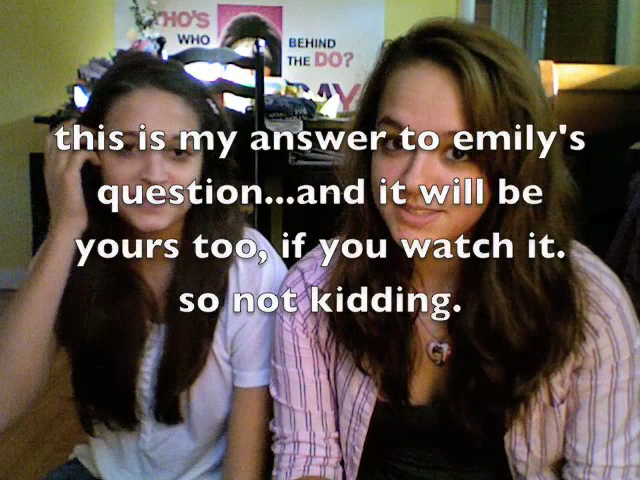 WHO'S
WHO
BEHIND
THE DO?
this is my answer to emily's
question...and it will be
yours too, if you watch it.
so not kidding.